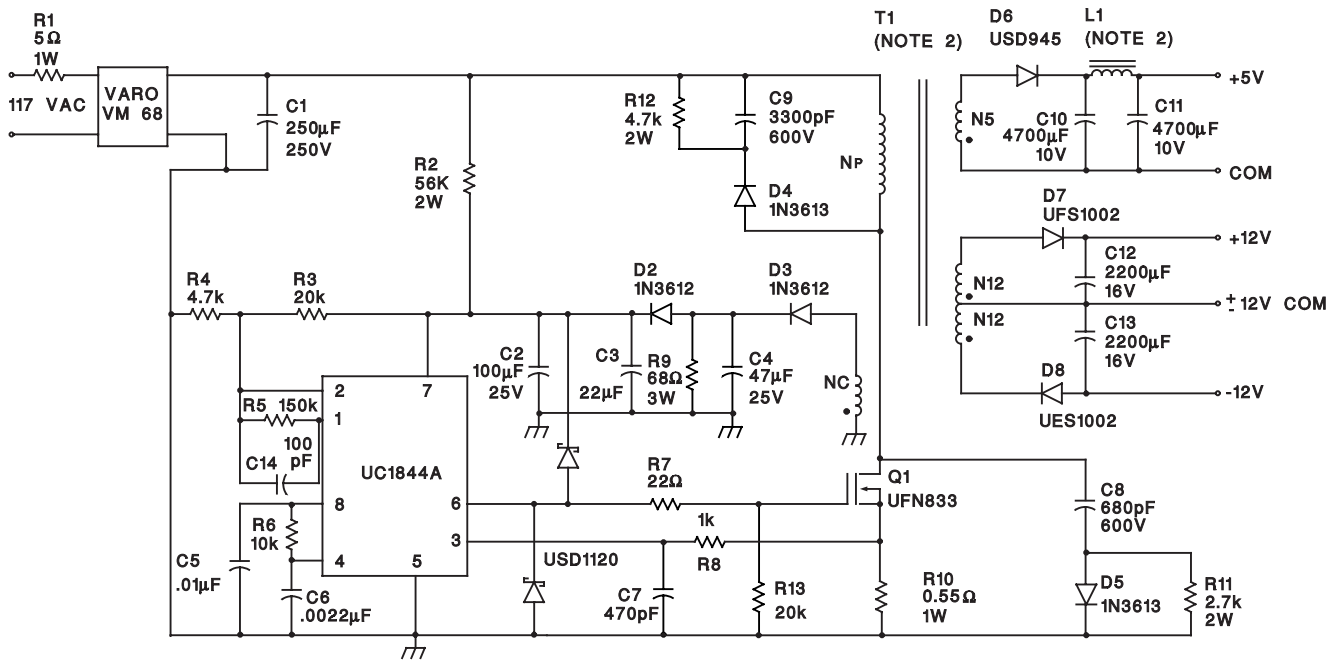 R1
5Ω
1W
117 VAC
VARO
VM 68
C1
250μF
250V
R2
56K
2W
R12
4.7k
2W
C9
3300pF
600V
D4
1N3613
NP
T1
(NOTE 2)
D6
USD945
L1
(NOTE 2)
+5V
N5
C10
4700μF
10V
C11
4700μF
10V
COM
D7
UFS1002
+12V
N12
N12
C12
2200μF
16V
+
- 12V COM
C13
2200μF
16V
D8
UES1002
-12V
R4
4.7k
R3
20k
D2
1N3612
D3
1N3612
C2
100μF
25V
C3
22μF
R9
68Ω
3W
C4
47μF
25V
NC
2
7
R5 150k
1
100
pF
C14
UC1844A
8
6
R6
10k
3
4
5
C5
.01μF
C6
.0022μF
R7
22Ω
Q1
UFN833
1k
R8
USD1120
C7
470pF
R13
20k
R10
0.55Ω
1W
C8
680pF
600V
D5
1N3613
R11
2.7k
2W